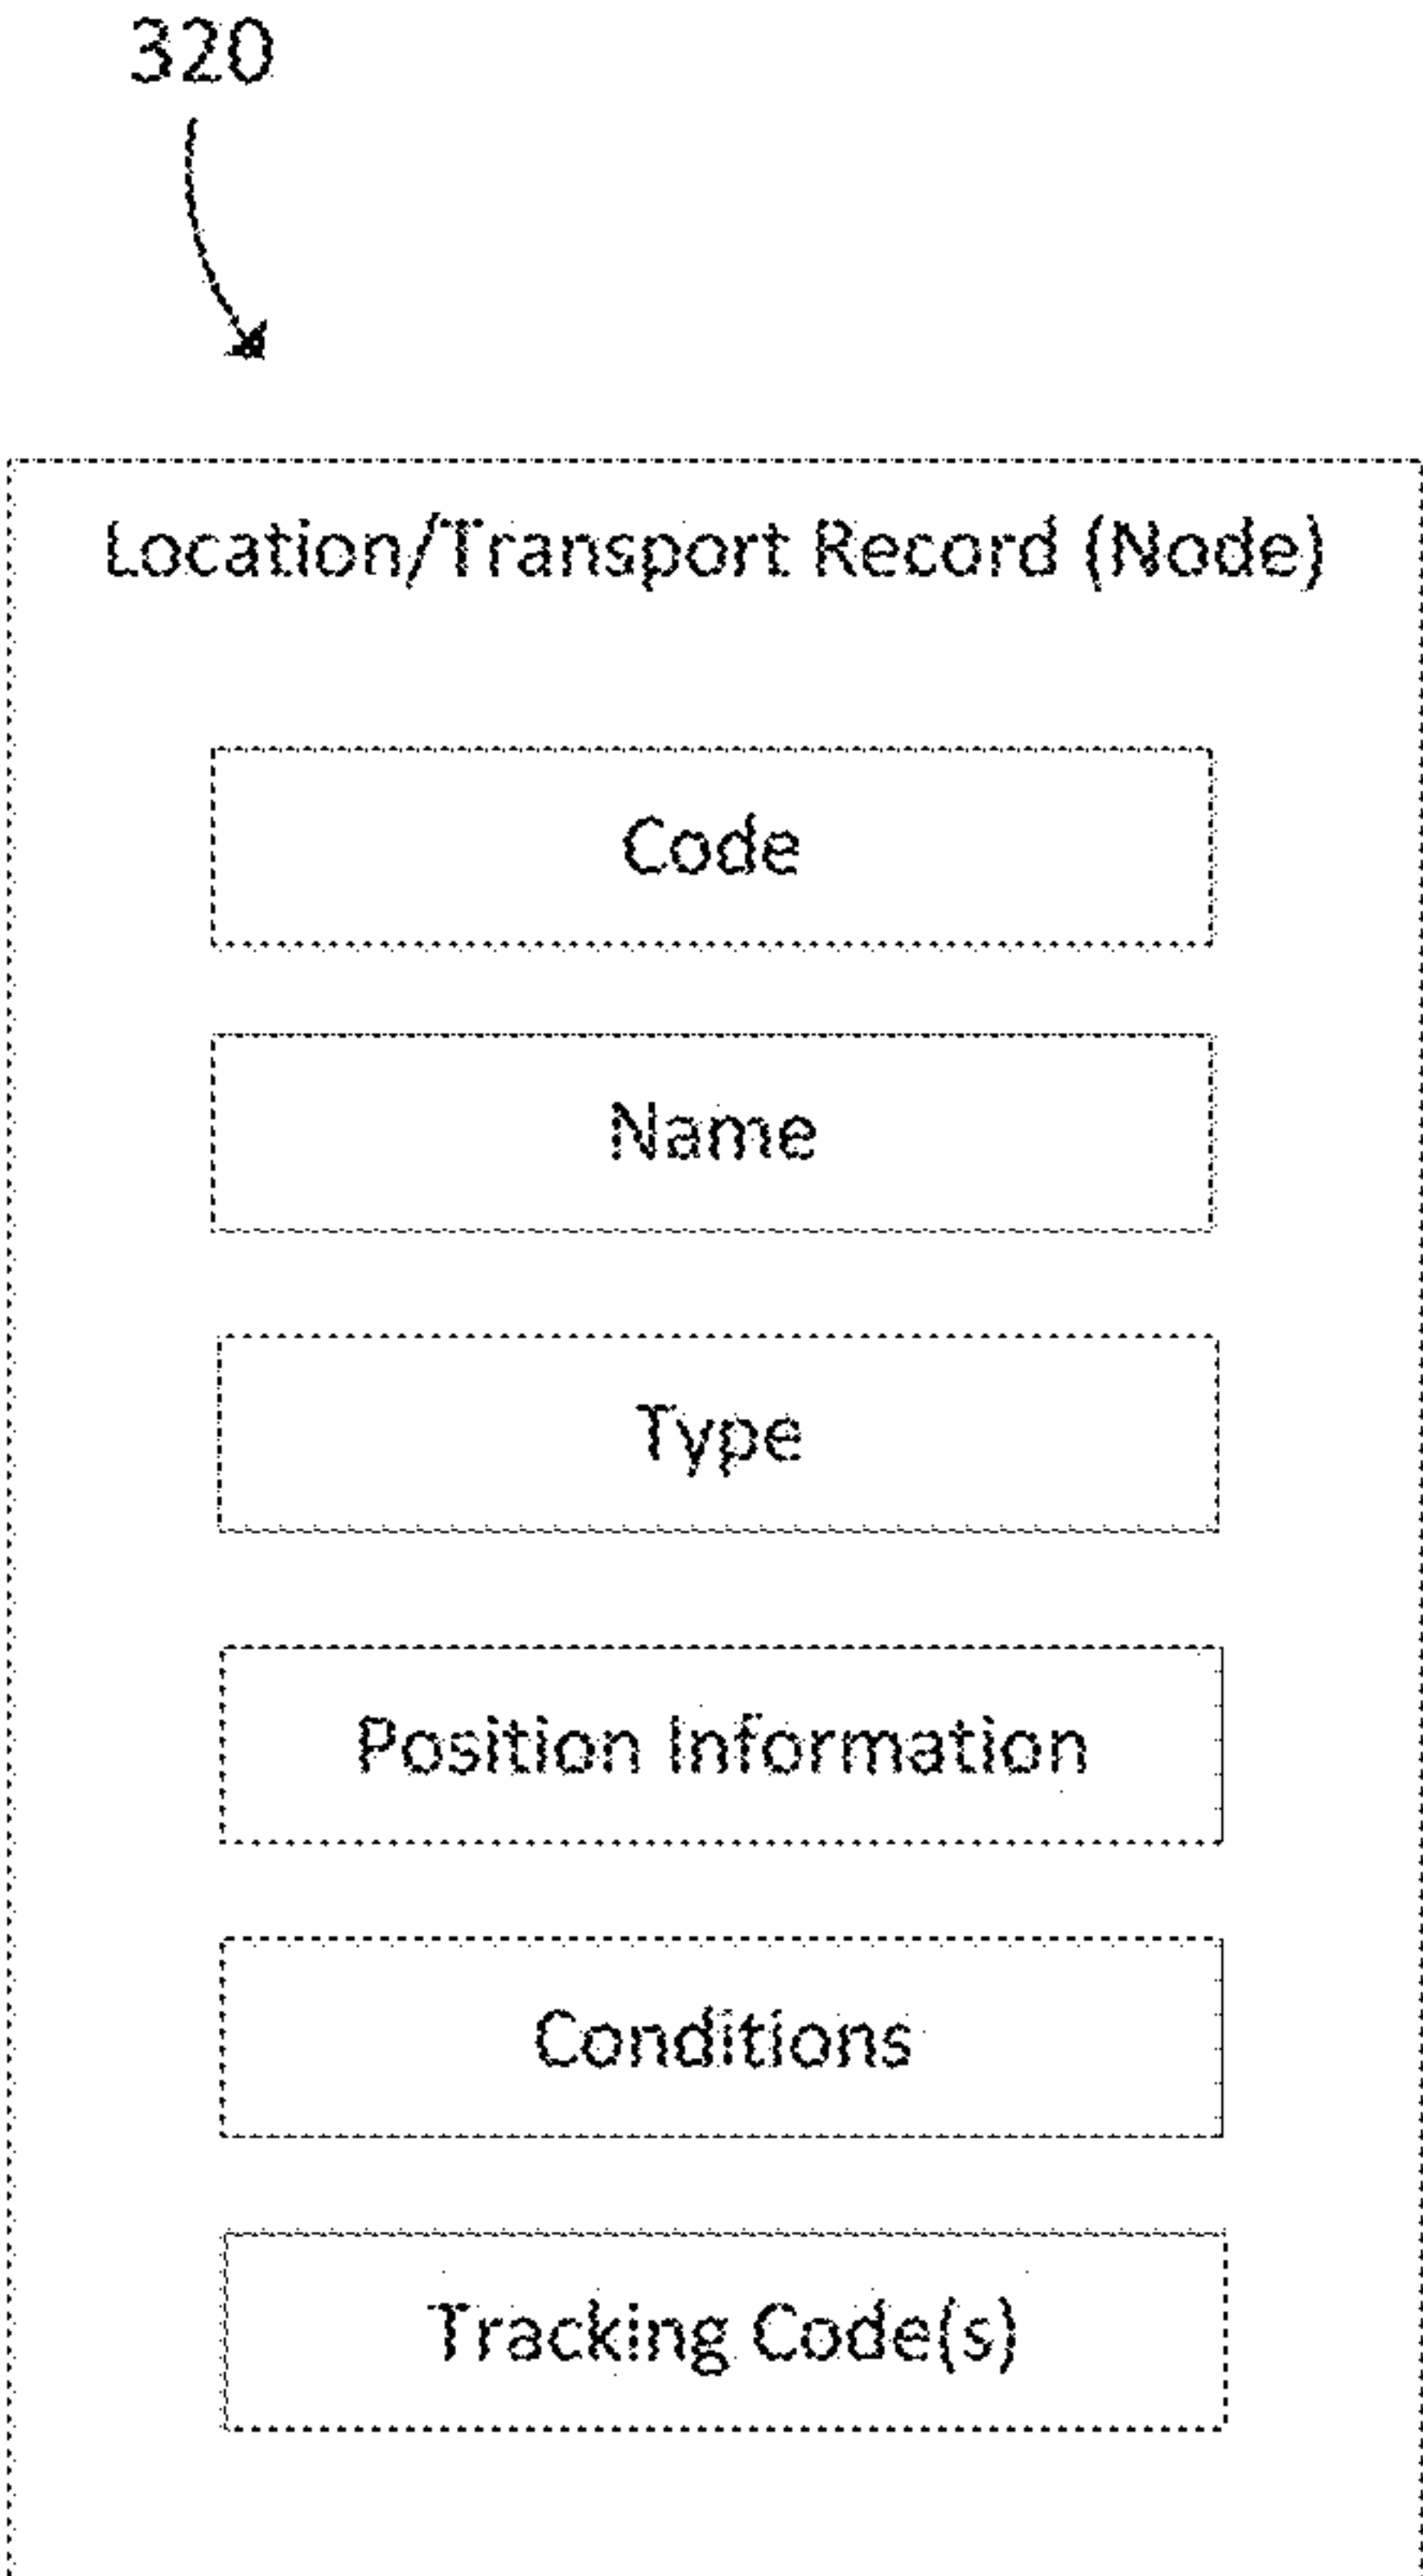 320
Location/Transport Record (Node)
Code
Name
Type
Position Information
Conditions
Tracking Code(s)